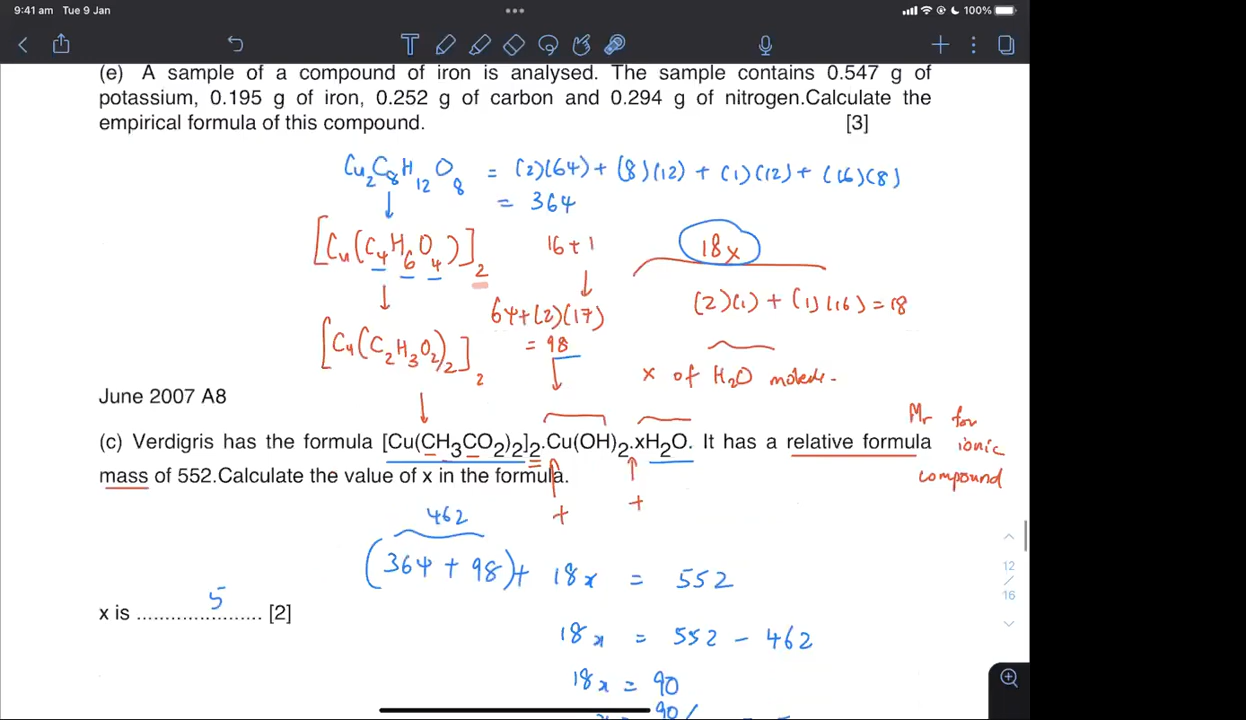 9:41 am Tue 9 Jan
100%
(e) A sample of a compound of iron is analysed. The sample contains 0.547 g of
potassium, 0.195 g of iron, 0.252 g of carbon and 0.294 g of nitrogen.Calculate the
empirical formula of this compound. [3]
Cu2C8H12O8 = (2)(64) + (8)(12) + (1)(12) + (16)(8)
= 364
[Cu(C4H6O4)]2
16+1
18x
64+(2)(17)
= 98
(2)(1) + (1)(16) = 18
[Cu(C2H3O2)2]2
x of H2O
June 2007 A8
Mr for
ionic
compound
(c) Verdigris has the formula [Cu(CH3CO2)2]2.Cu(OH)2.xH2O. It has a relative formula
mass of 552.Calculate the value of x in the formula.
+ +
462
(364 + 98) + 18x = 552
x is ...................... [2]
5
18x = 552 - 462
18x = 90
90/
12
/
16